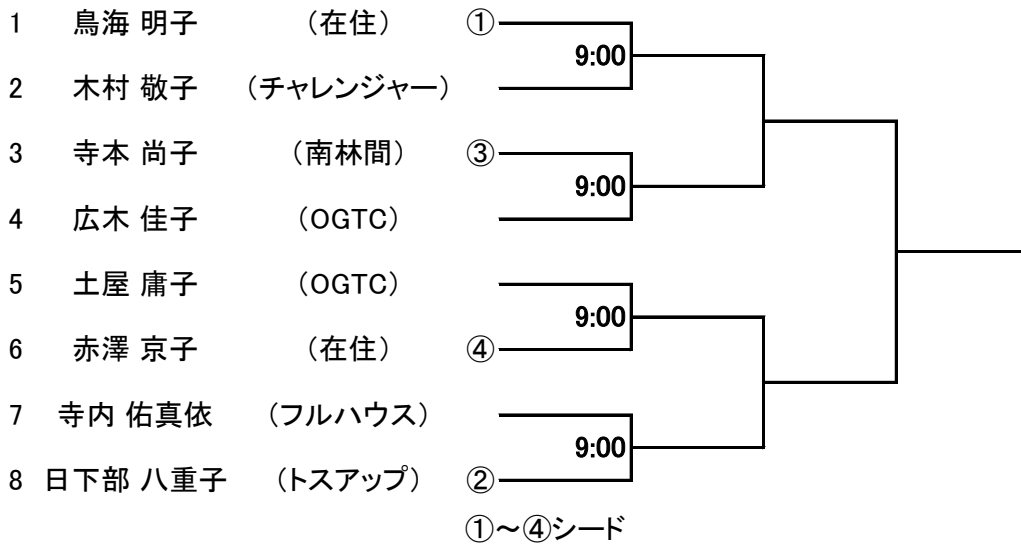 1 鳥海 明子 (在住) ①
9:00
2 木村 敬子 (チャレンジャー)
3 寺本 尚子 (南林間) ③
9:00
4 広木 佳子 (OGTC)
5 土屋 庸子 (OGTC)
9:00
6 赤澤 京子 (在住) ④
7 寺内 佑真依 (フルハウス)
9:00
8 日下部 八重子 (トスアップ) ②
①～④シード